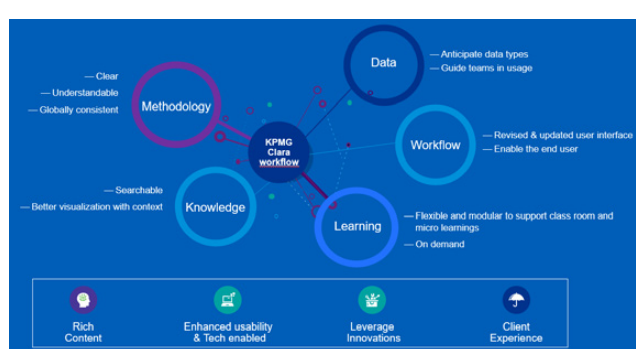 Data
— Anticipate data types
— Guide teams in usage
— Clear
— Understandable
— Globally consistent
Methodology
KPMG
Clara
workflow
Workflow
— Revised & updated user interface
— Enable the end user
— Searchable
— Better visualization with context
Knowledge
Learning
— Flexible and modular to support class room and
micro learnings
— On demand
Rich
Content
Enhanced usability
& Tech enabled
Leverage
Innovations
Client
Experience